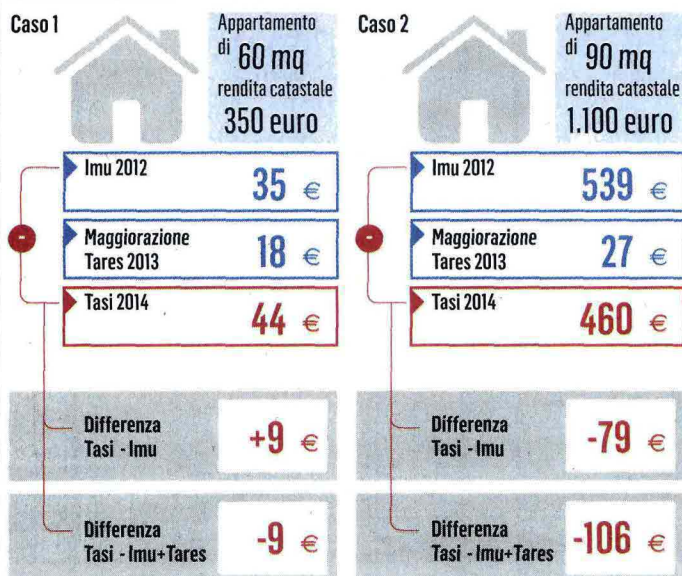 Caso 1
Appartamento
di 60 mq
rendita catastale
350 euro
Imu 2012
35 €
-
Maggiorazione
Tares 2013
18 €
Tasi 2014
44 €
Differenza
Tasi - Imu
+9 €
Differenza
Tasi - Imu+Tares
-9 €
Caso 2
Appartamento
di 90 mq
rendita catastale
1.100 euro
Imu 2012
539 €
-
Maggiorazione
Tares 2013
27 €
Tasi 2014
460 €
Differenza
Tasi - Imu
-79 €
Differenza
Tasi - Imu+Tares
-106 €